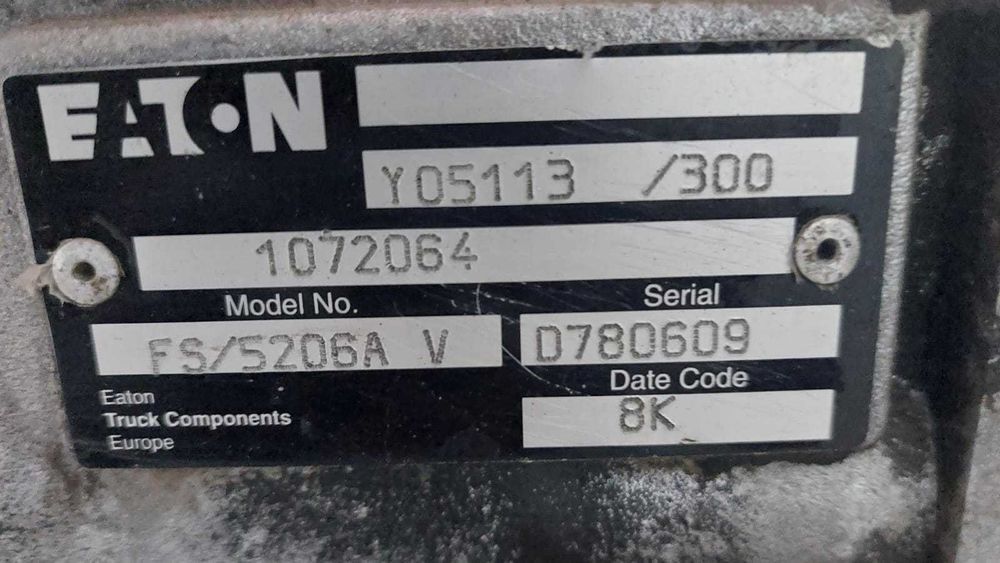 EATON
Y05113 /300
1072064
Model No.
Serial
FS/5206A V
D780609
Eaton
Truck Components
Europe
Date Code
8K